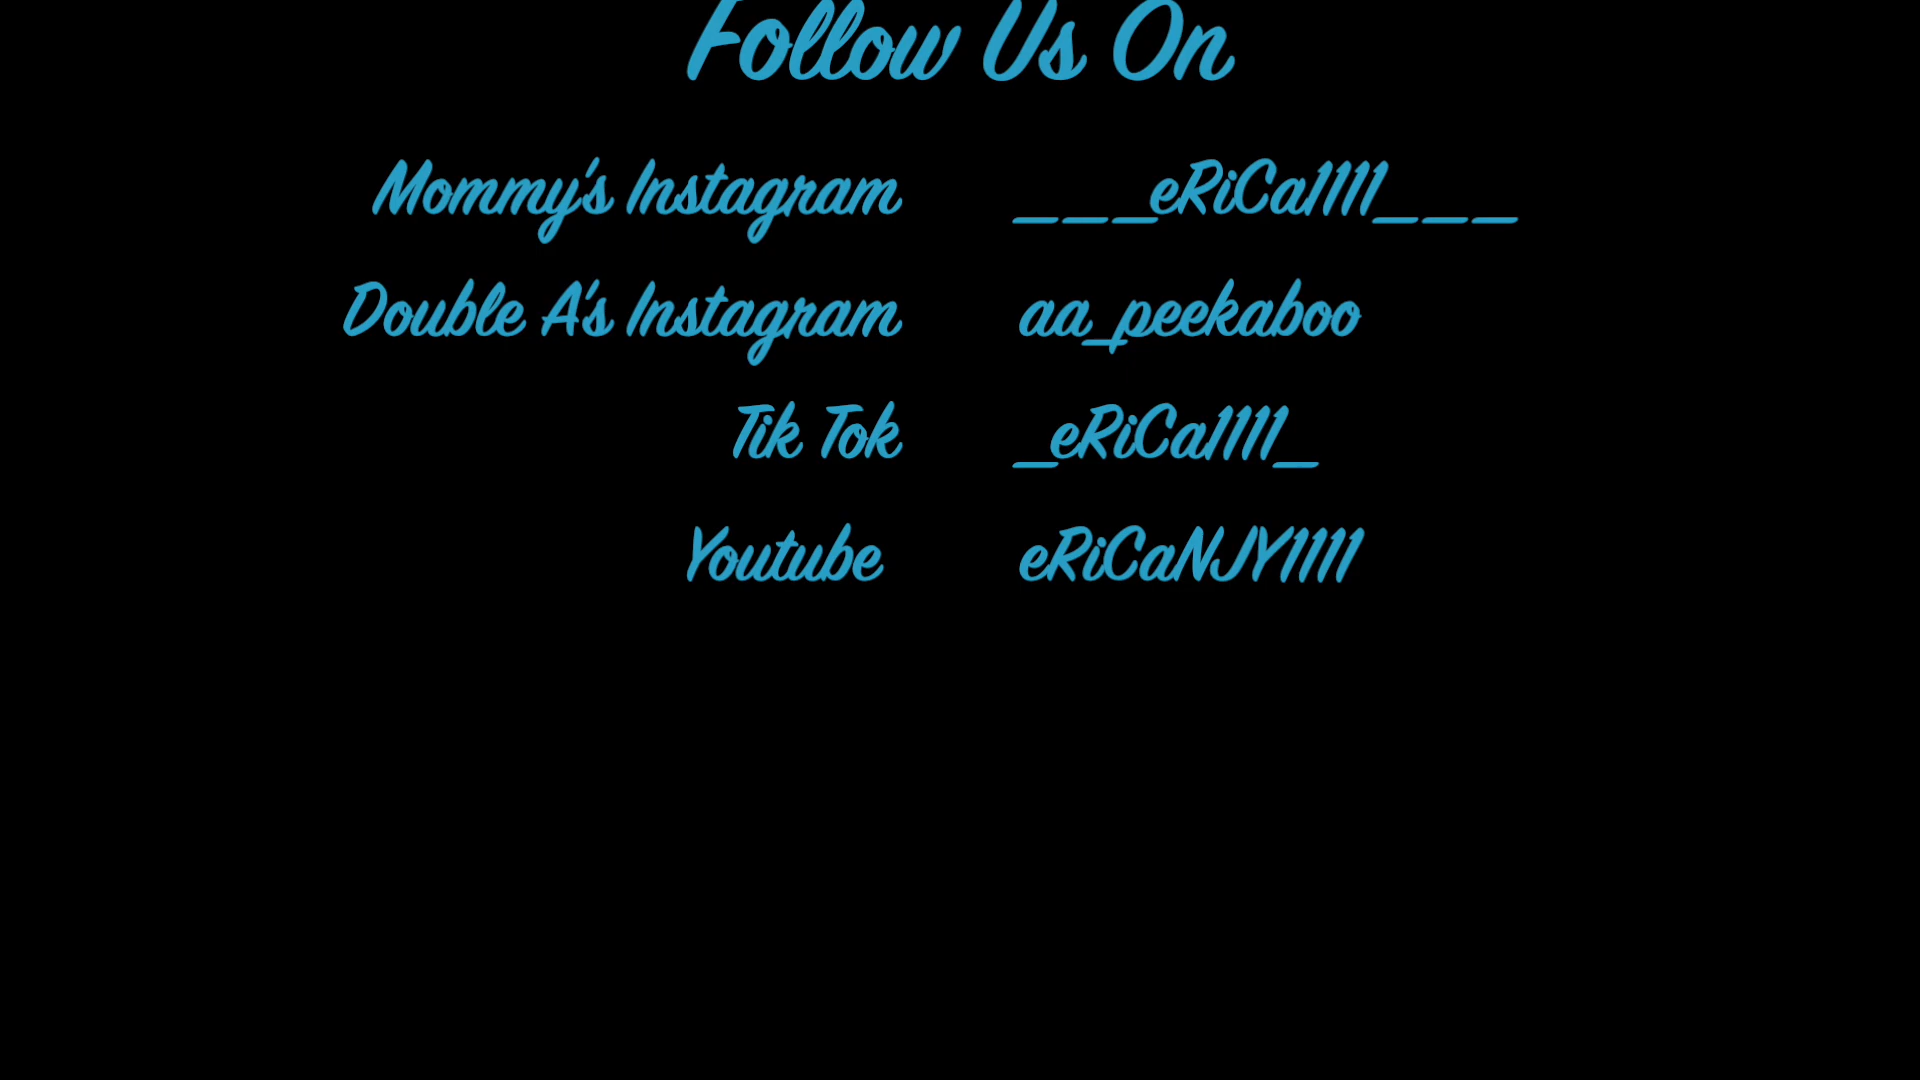 Follow Us On
Mommy's Instagram ___eRiCa1111___
Double A's Instagram aa_peekaboo
Tik Tok _eRiCa1111_
Youtube eRiCaNJY1111